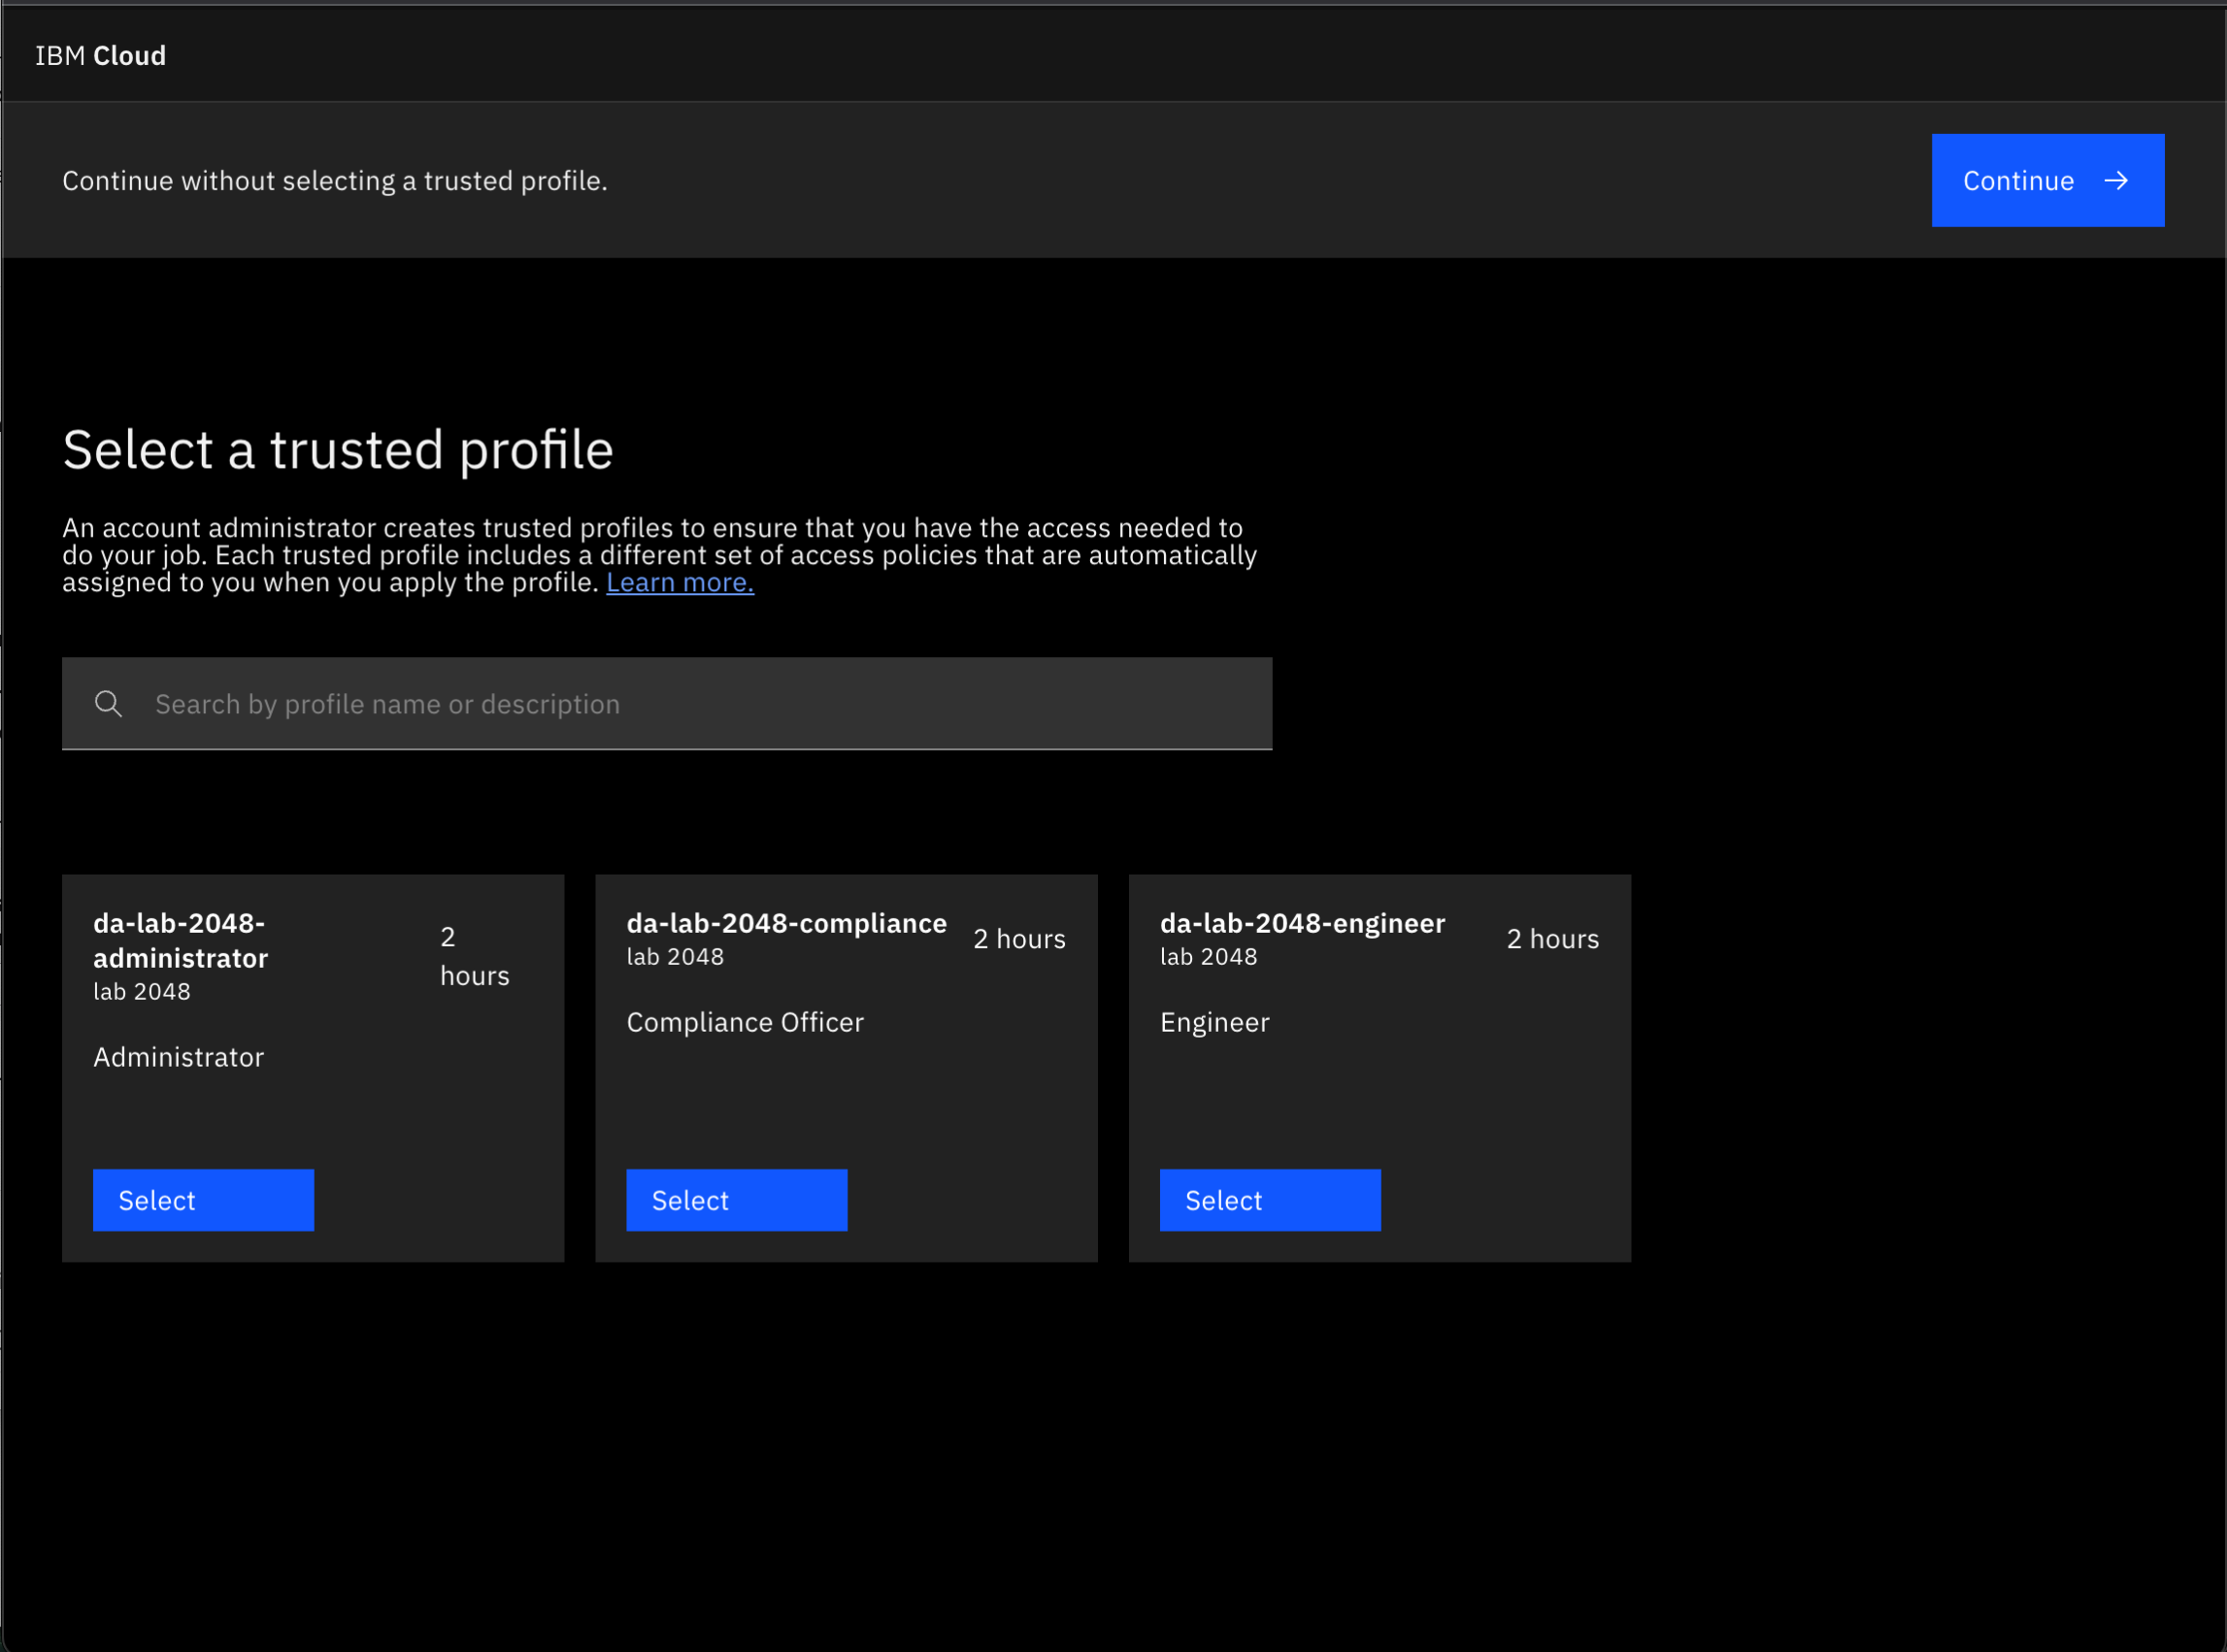 IBM Cloud
Continue without selecting a trusted profile.
Continue
Select a trusted profile
An account administrator creates trusted profiles to ensure that you have the access needed to
do your job. Each trusted profile includes a different set of access policies that are automatically
assigned to you when you apply the profile. Learn more.
Search by profile name or description
da-lab-2048-
administrator
lab 2048
2
hours
Administrator
Select
da-lab-2048-compliance
lab 2048
2 hours
Compliance Officer
Select
da-lab-2048-engineer
lab 2048
2 hours
Engineer
Select